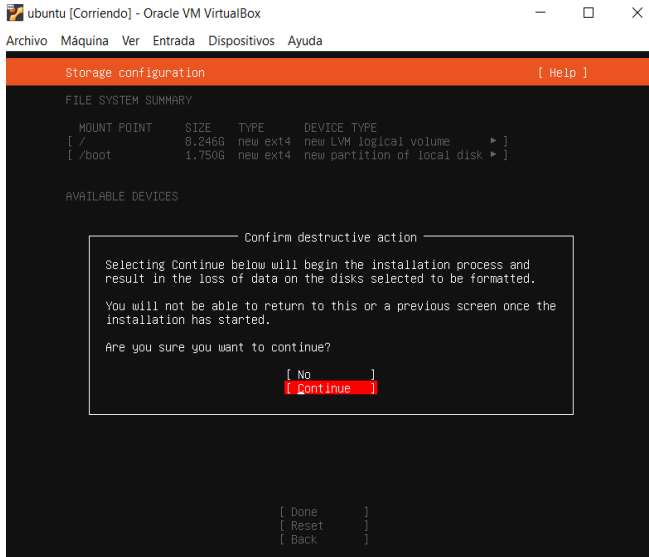 ubuntu [Corriendo] - Oracle VM VirtualBox
Archivo Máquina Ver Entrada Dispositivos Ayuda
Storage configuration [ Help ]
FILE SYSTEM SUMMARY
MOUNT POINT SIZE TYPE DEVICE TYPE
[ / 8.246G new ext4 new LVM logical volume ▸ ]
[ /boot 1.750G new ext4 new partition of local disk ▸ ]
AVAILABLE DEVICES
Confirm destructive action
Selecting Continue below will begin the installation process and
result in the loss of data on the disks selected to be formatted.
You will not be able to return to this or a previous screen once the
installation has started.
Are you sure you want to continue?
[ No ]
[ Continue ]
[ Done ]
[ Reset ]
[ Back ]